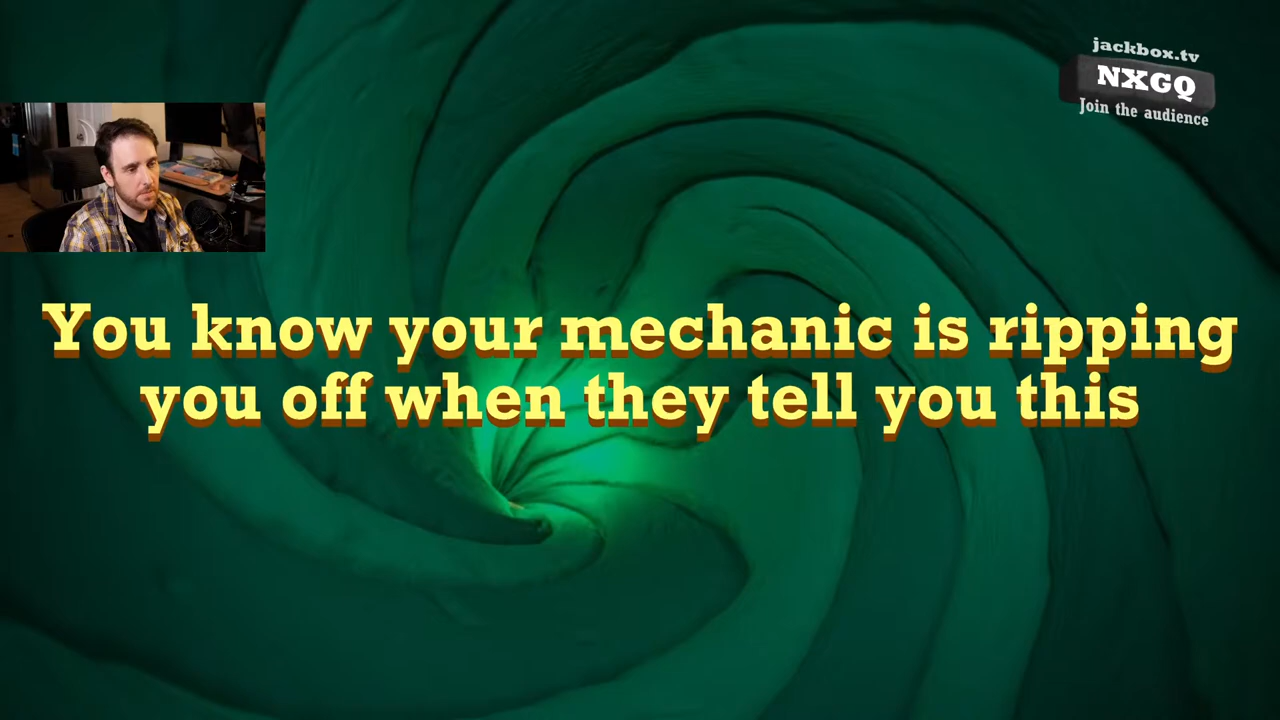 jackbox.tv
NXGQ
Join the audience
You know your mechanic is ripping
you off when they tell you this